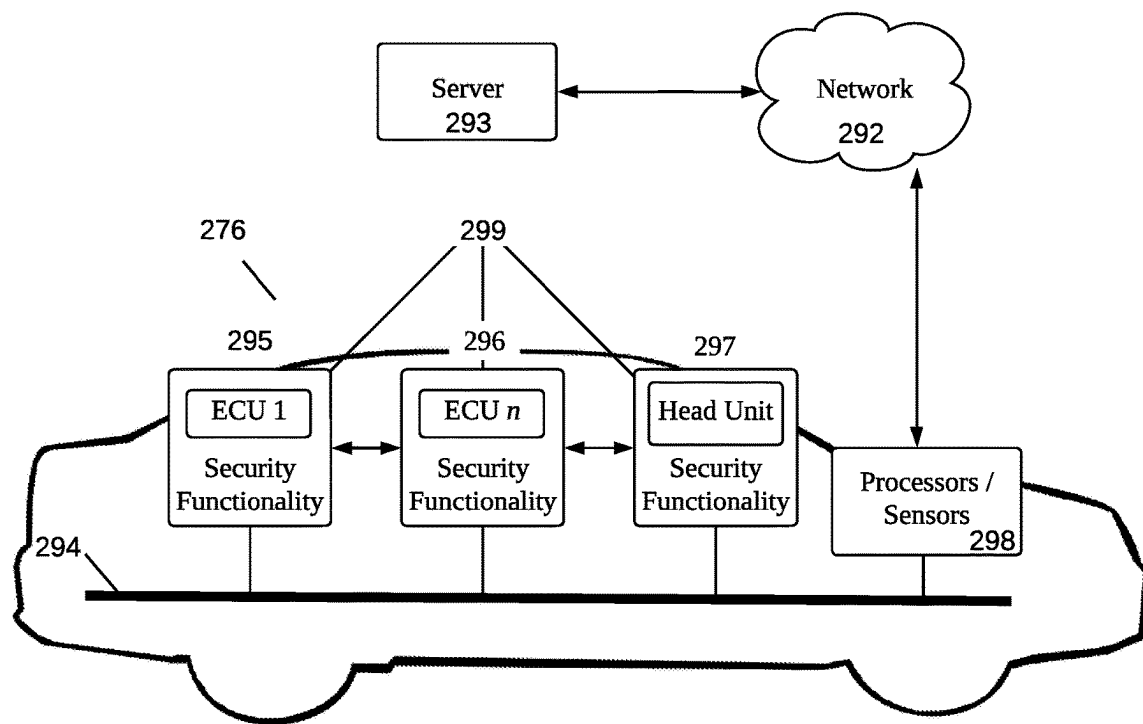 Server
293
Network
292
276
299
295
296
297
ECU 1
Security
Functionality
ECU n
Security
Functionality
Head Unit
Security
Functionality
Processors /
Sensors
298
294